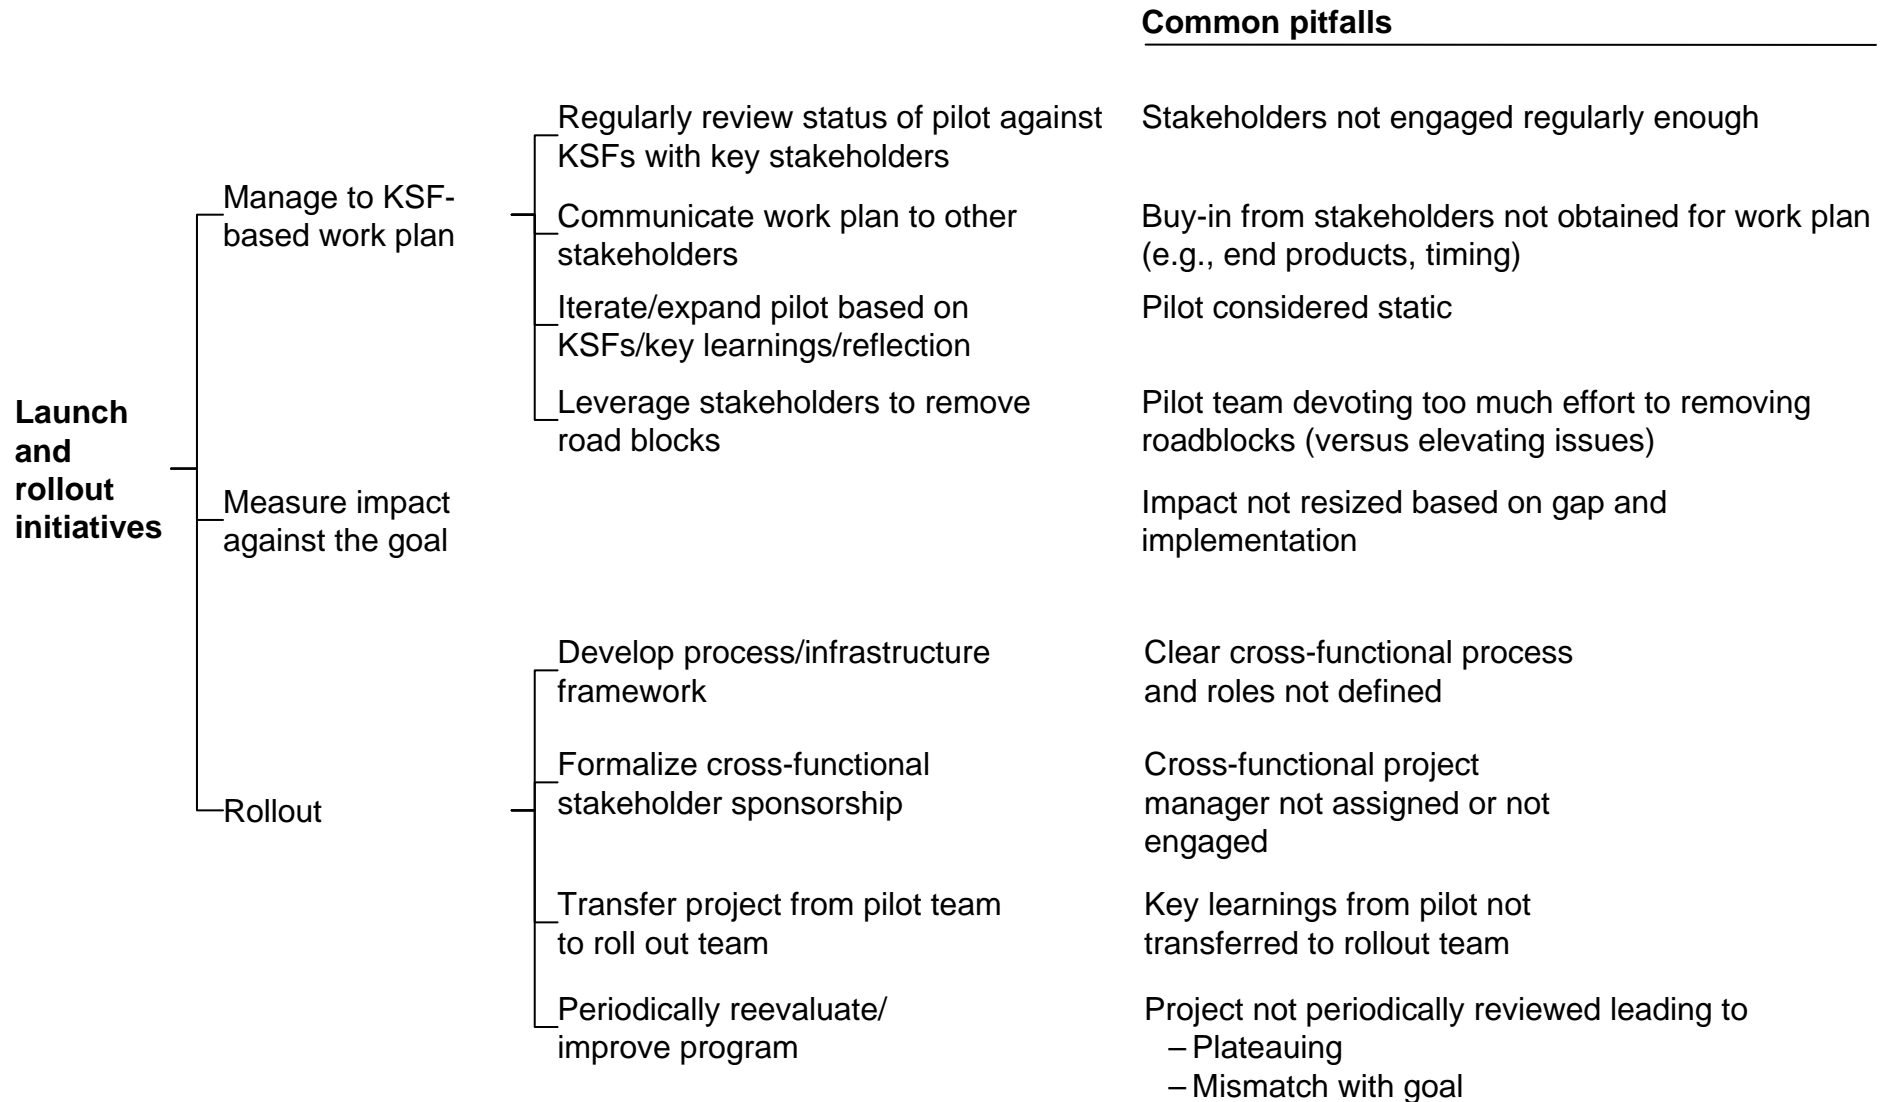 Common pitfalls
Regularly review status of pilot against
KSFs with key stakeholders
Stakeholders not engaged regularly enough
Manage to KSF-
based work plan
Communicate work plan to other
stakeholders
Buy-in from stakeholders not obtained for work plan
(e.g., end products, timing)
Iterate/expand pilot based on
KSFs/key learnings/reflection
Pilot considered static
Leverage stakeholders to remove
road blocks
Pilot team devoting too much effort to removing
roadblocks (versus elevating issues)
Launch
and
rollout
initiatives
Measure impact
against the goal
Impact not resized based on gap and
implementation
Develop process/infrastructure
framework
Clear cross-functional process
and roles not defined
Rollout
Formalize cross-functional
stakeholder sponsorship
Cross-functional project
manager not assigned or not
engaged
Transfer project from pilot team
to roll out team
Key learnings from pilot not
transferred to rollout team
Periodically reevaluate/
improve program
Project not periodically reviewed leading to
– Plateauing
– Mismatch with goal